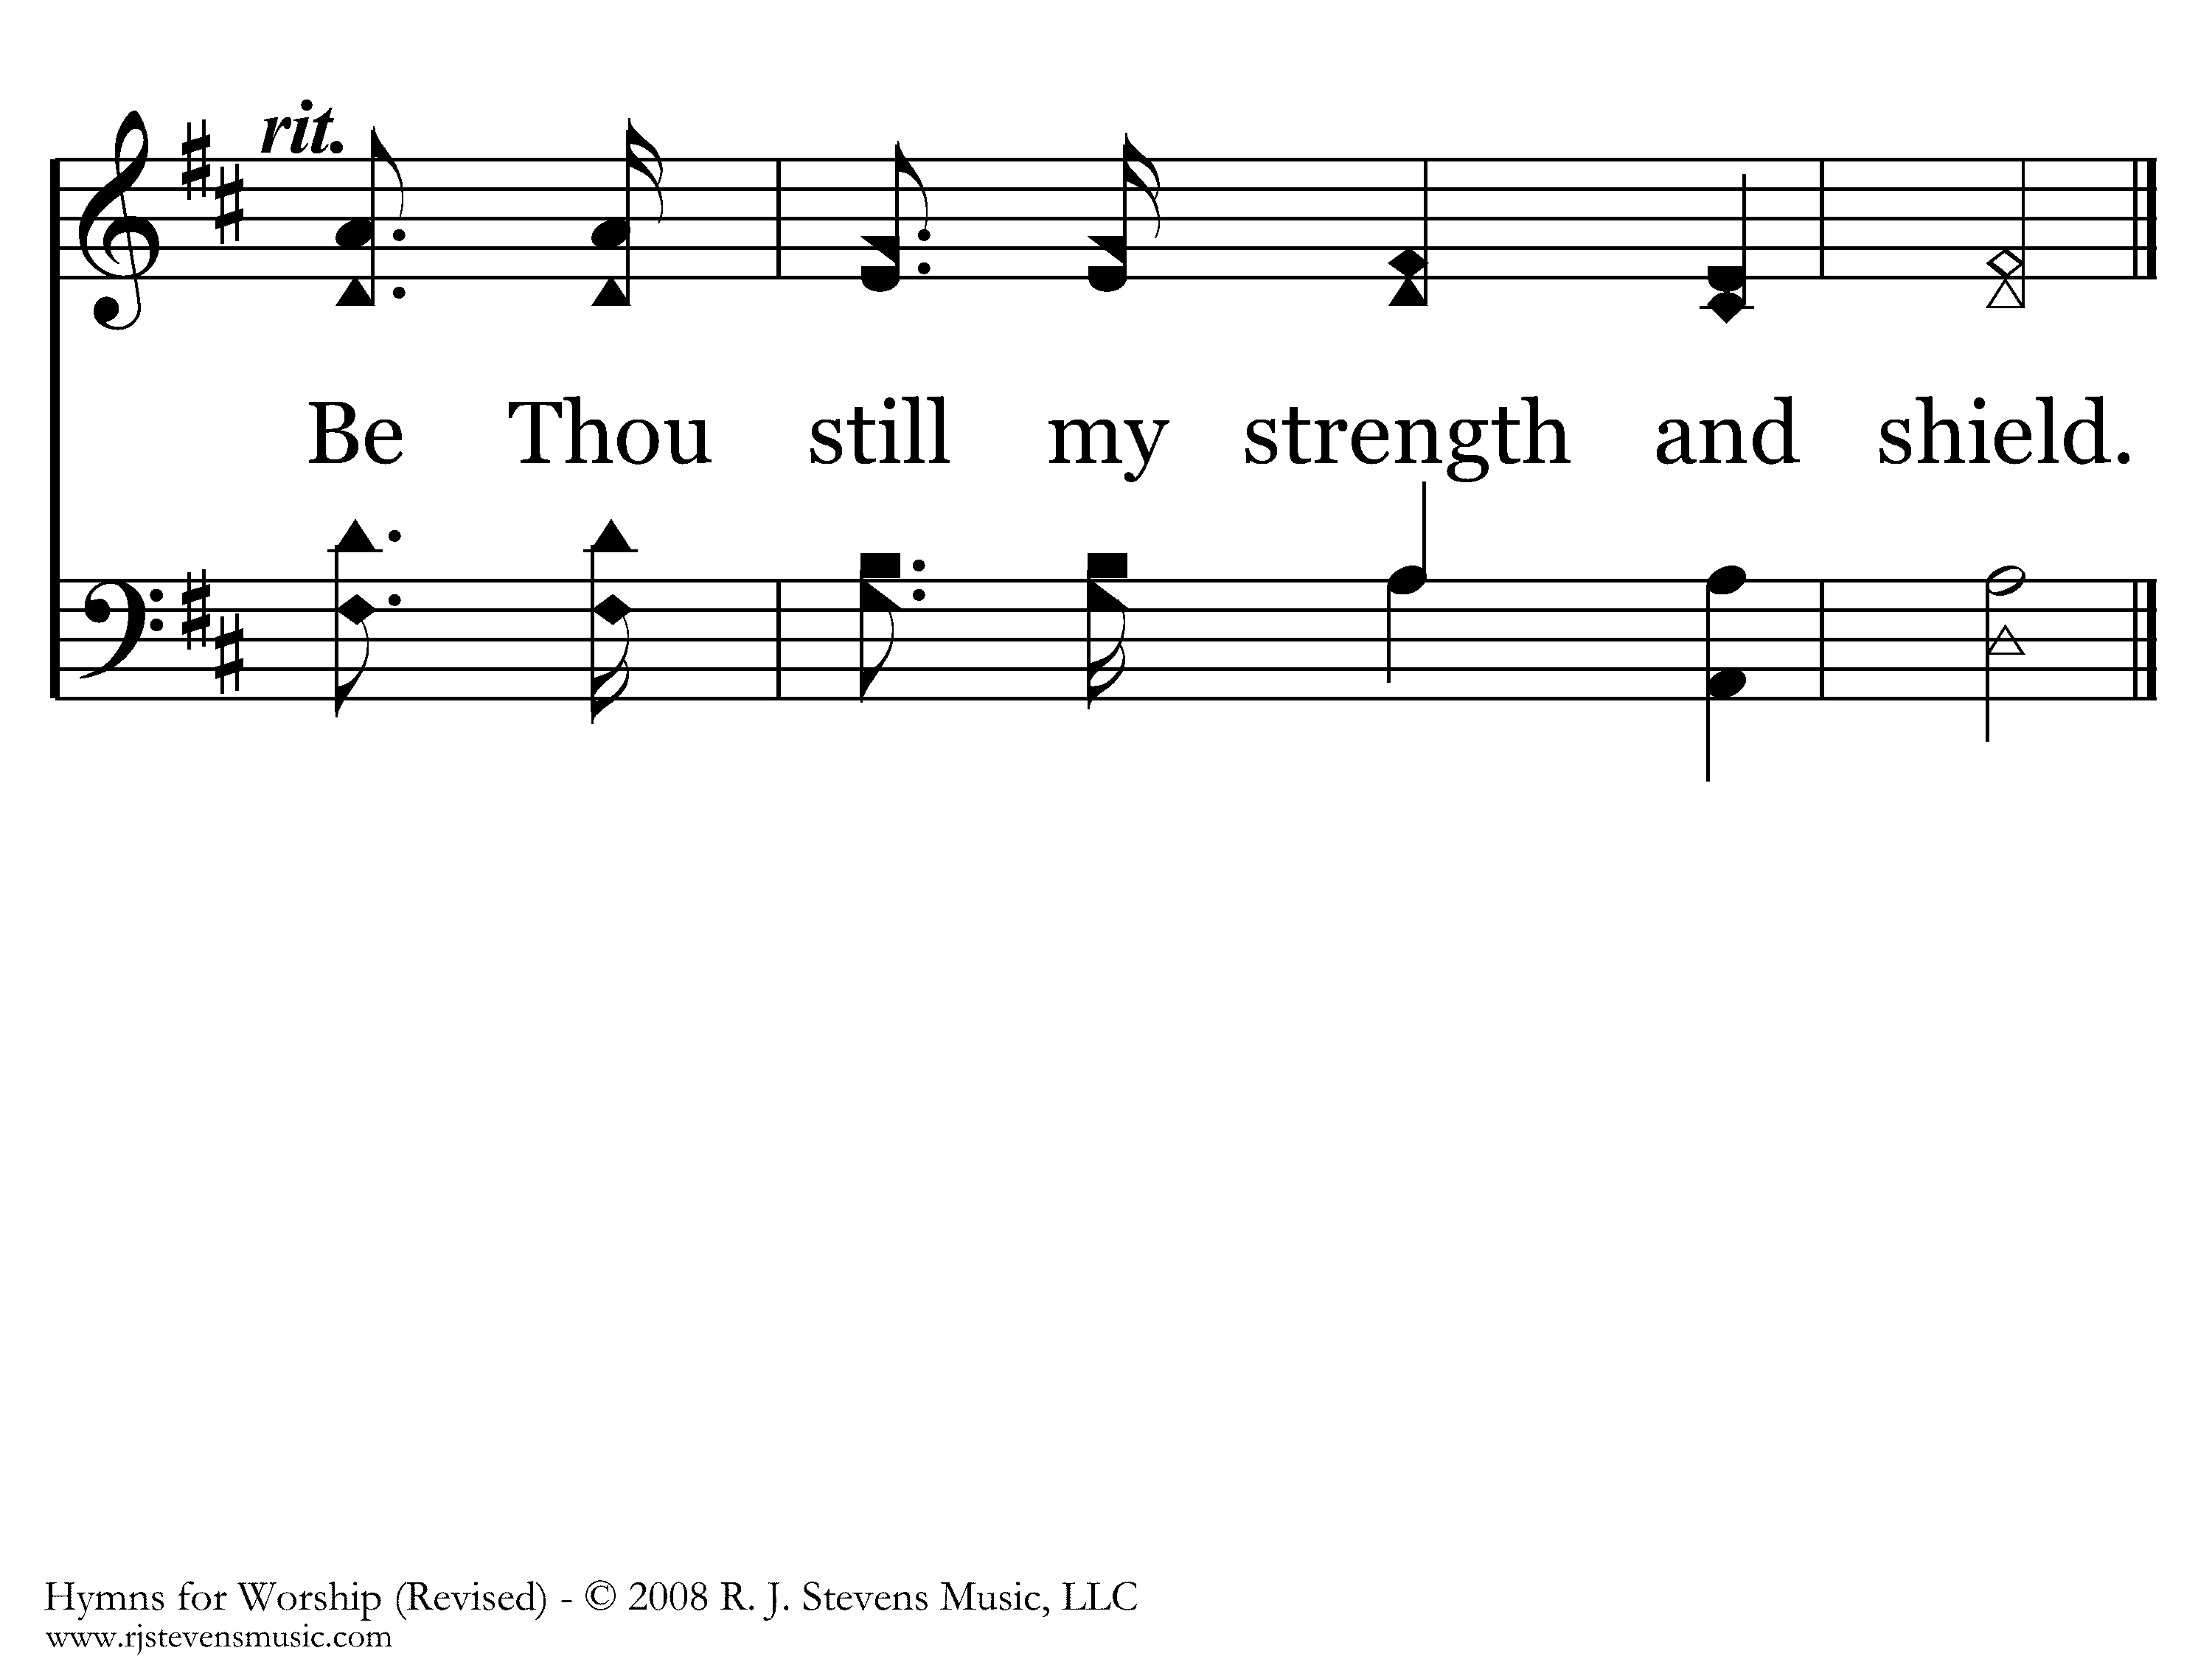 rit.
Be Thou still my strength and shield.
Hymns for Worship (Revised) - © 2008 R. J. Stevens Music, LLC
www.rjstevensmusic.com